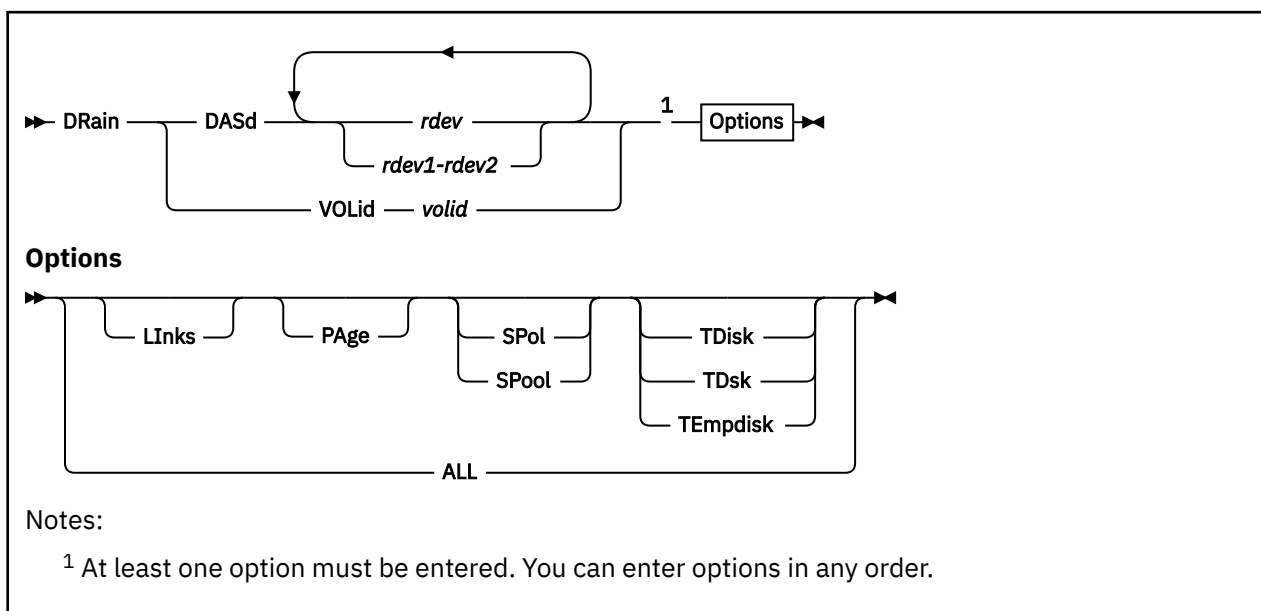 DRain DASd rdev 1 Options
rdev1-rdev2
VOLid volid
Options
LInks PAge SPol TDisk
SPool TDsk
TEmpdisk
ALL
Notes:
1 At least one option must be entered. You can enter options in any order.